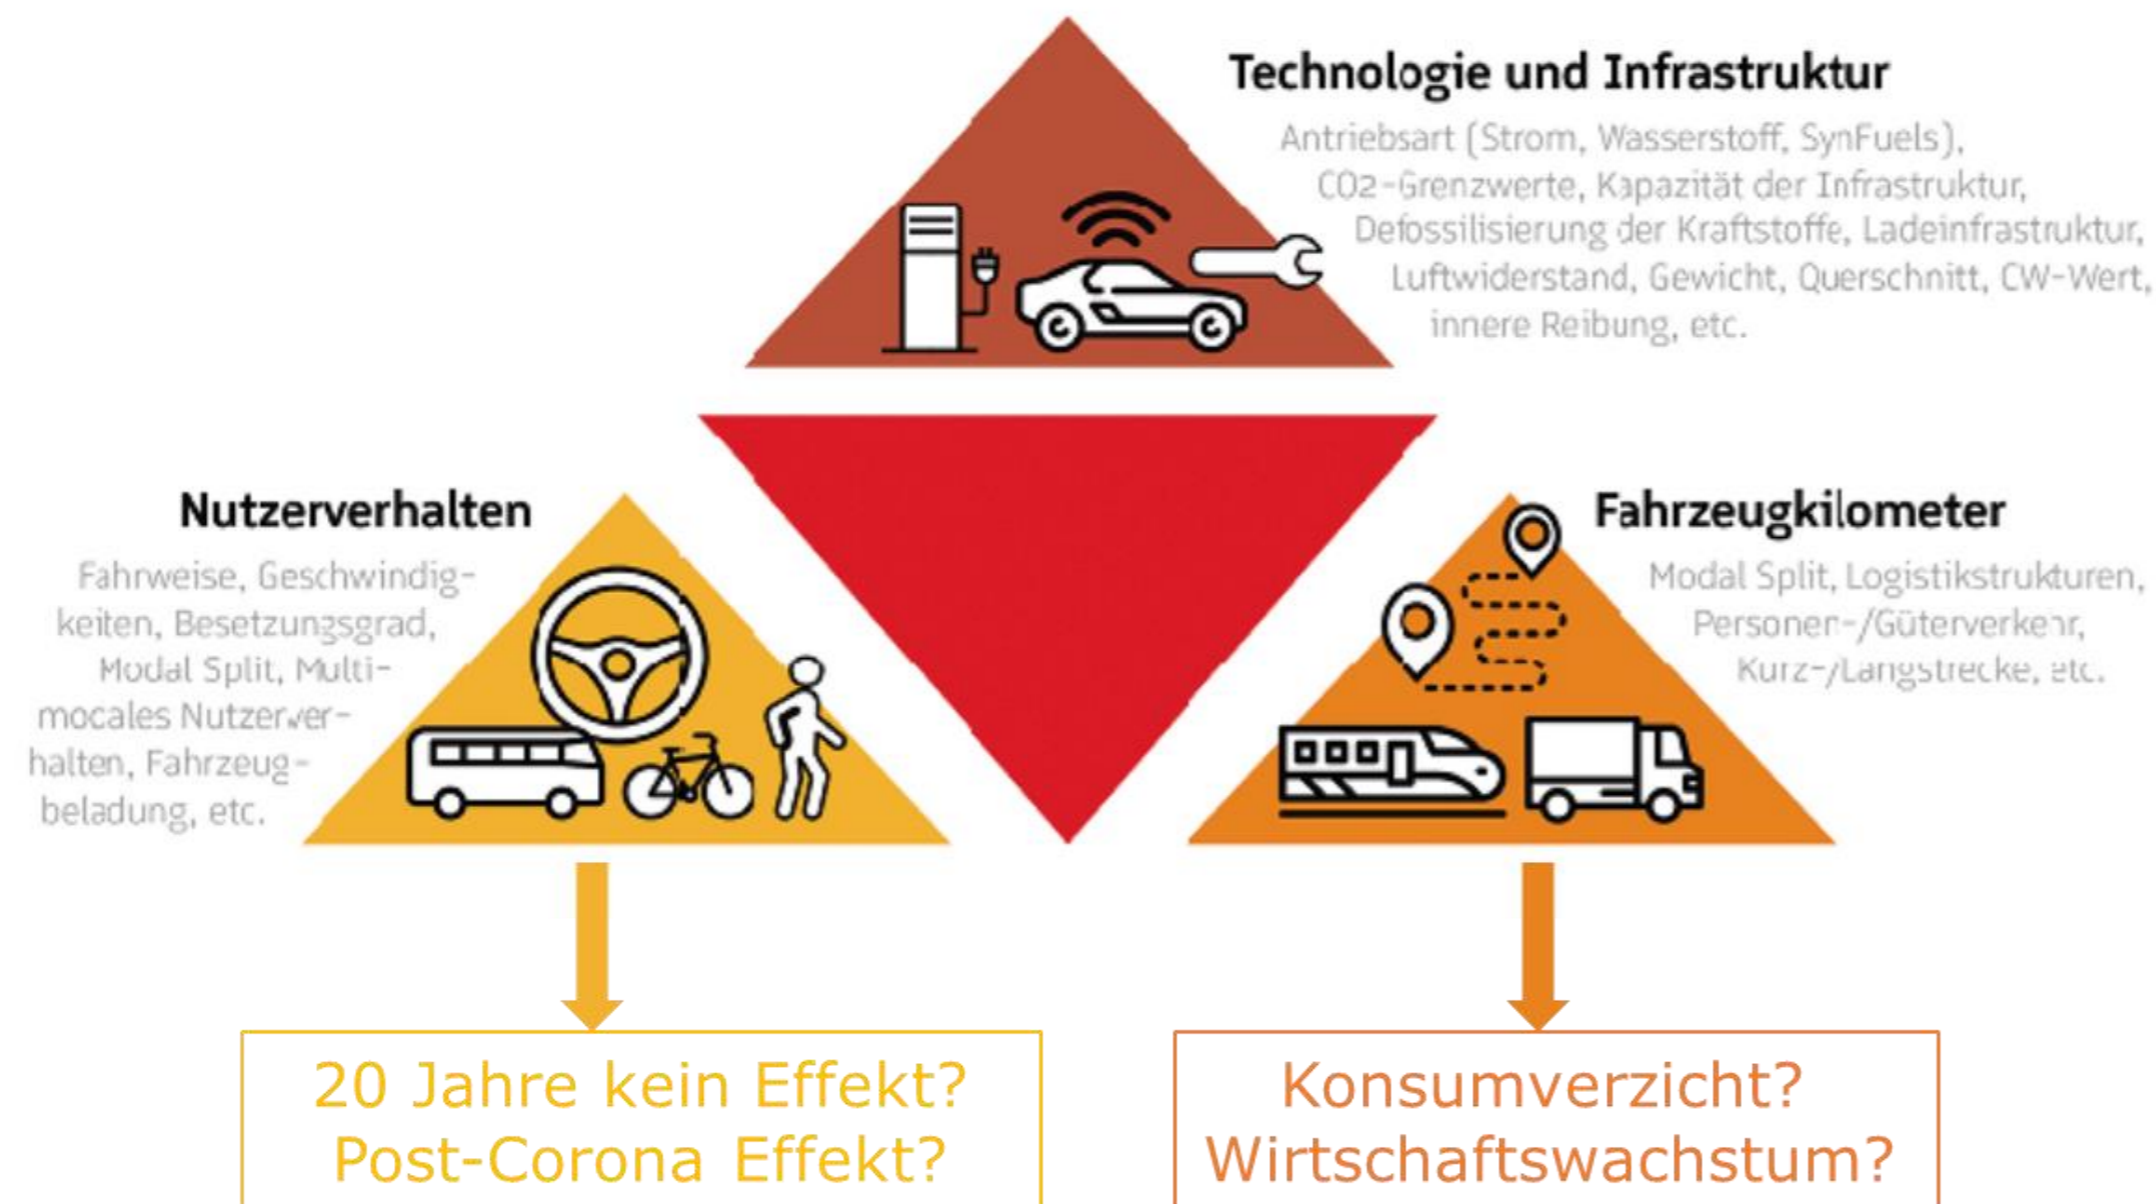 Technologie und Infrastruktur
Antriebsart (Strom, Wasserstoff, SynFuels),
CO2-Grenzwerte, Kapazität der Infrastruktur,
Defossilisierung der Kraftstoffe, Ladeinfrastruktur,
Luftwiderstand, Gewicht, Querschnitt, CW-Wert,
innere Reibung, etc.
Nutzerverhalten
Fahrweise, Geschwindig-
keiten, Besetzungsgrad,
Modal Split, Multi-
mocales Nutzerver-
halten, Fahrzeug-
beladung, etc.
Fahrzeugkilometer
Modal Split, Logistikstrukturen,
Personen-/Güterverkehr,
Kurz-/Langstrecke, etc.
20 Jahre kein Effekt?
Post-Corona Effekt?
Konsumverzicht?
Wirtschaftswachstum?